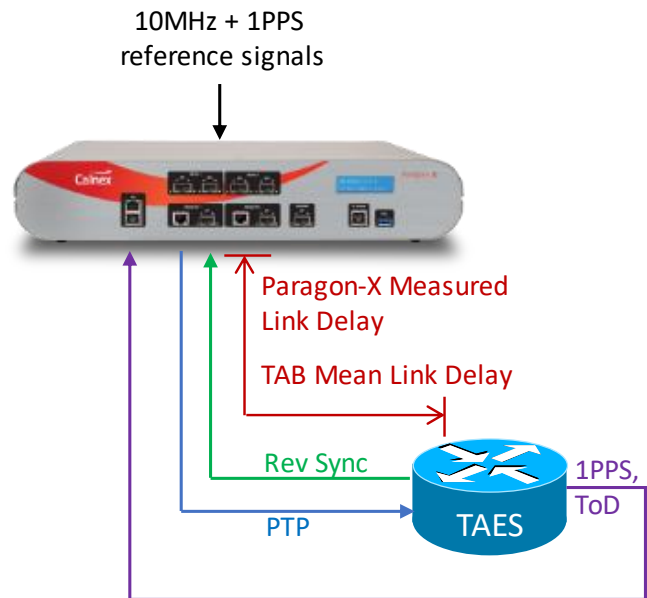 10MHz + 1PPS
reference signals
Calnex
Paragon-X
Paragon-X Measured
Link Delay
TAB Mean Link Delay
Rev Sync
1PPS,
ToD
PTP
TAES